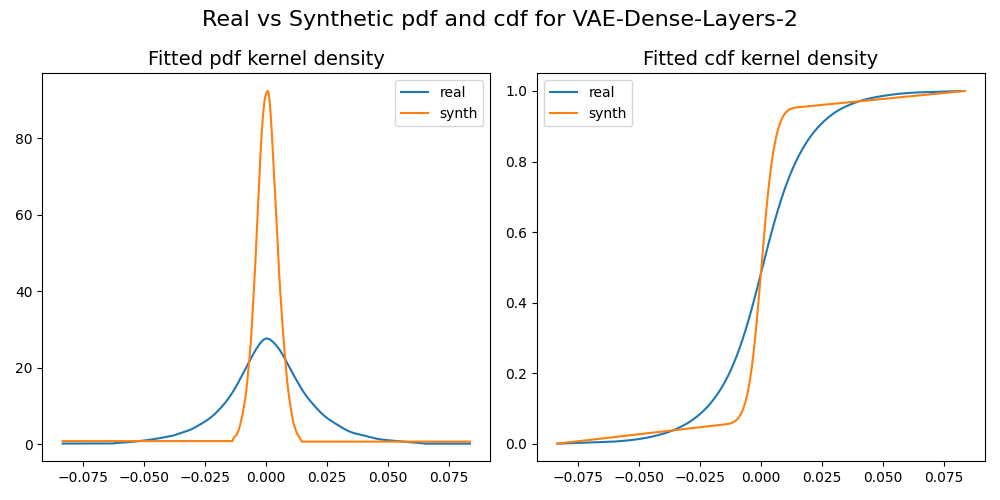 Real vs Synthetic pdf and cdf for VAE-Dense-Layers-2
Fitted pdf kernel density
real
synth
80
60
40
20
0
−0.075 −0.050 −0.025 0.000 0.025 0.050 0.075
Fitted cdf kernel density
real
synth
1.0
0.8
0.6
0.4
0.2
0.0
−0.075 −0.050 −0.025 0.000 0.025 0.050 0.075